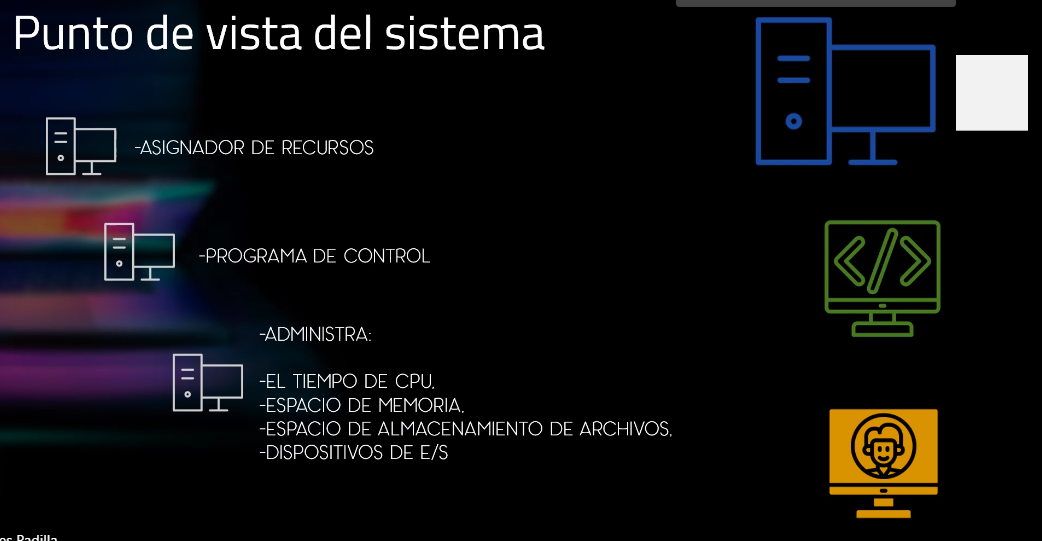 Punto de vista del sistema
-ASIGNADOR DE RECURSOS
-PROGRAMA DE CONTROL
-ADMINISTRA:
-EL TIEMPO DE CPU,
-ESPACIO DE MEMORIA,
-ESPACIO DE ALMACENAMIENTO DE ARCHIVOS,
-DISPOSITIVOS DE E/S